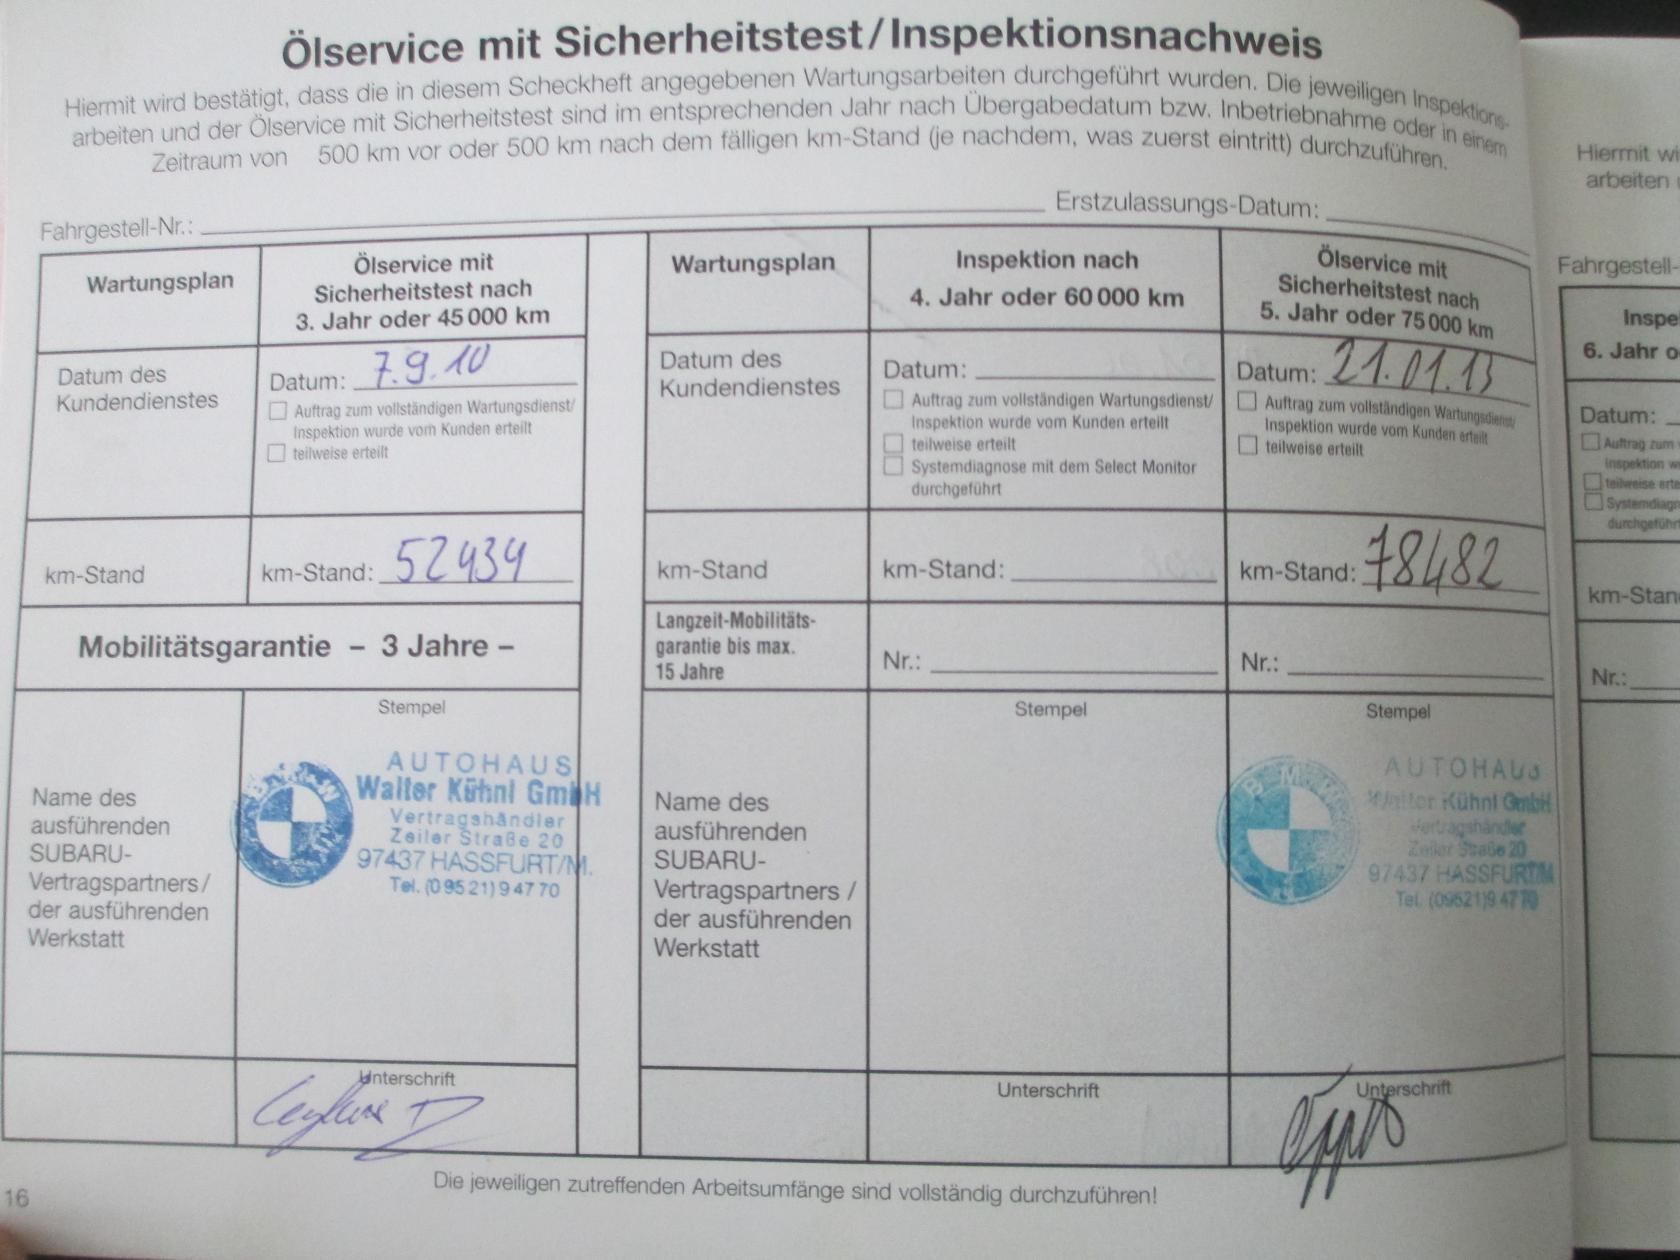 Ölservice mit Sicherheitstest/Inspektionsnachweis
Hiermit wird bestätigt, dass die in diesem Scheckheft angegebenen Wartungsarbeiten durchgeführt wurden. Die jeweiligen Inspektions-
arbeiten und der Ölservice mit Sicherheitstest sind im entsprechenden Jahr nach Übergabedatum bzw. Inbetriebnahme oder in einem
Zeitraum von 500 km vor oder 500 km nach dem fälligen km-Stand (je nachdem, was zuerst eintritt) durchzuführen.
Fahrgestell-Nr.: Erstzulassungs-Datum:
Wartungsplan
Ölservice mit
Sicherheitstest nach
3. Jahr oder 45 000 km
Datum des
Kundendienstes
Datum: 7.9.10
Auftrag zum vollständigen Wartungsdienst/
Inspektion wurde vom Kunden erteilt
teilweise erteilt
km-Stand
km-Stand: 52434
Mobilitätsgarantie – 3 Jahre –
Name des
ausführenden
SUBARU-
Vertragspartners/
der ausführenden
Werkstatt
Stempel
BMW
AUTOHAUS
Walter Kühnl GmbH
Vertragshändler
Zeiler Straße 20
97437 HASSFURT/M.
Tel. (09521) 94770
Unterschrift
Wartungsplan
Inspektion nach
4. Jahr oder 60 000 km
Ölservice mit
Sicherheitstest nach
5. Jahr oder 75 000 km
Datum des
Kundendienstes
Datum:
Auftrag zum vollständigen Wartungsdienst/
Inspektion wurde vom Kunden erteilt
teilweise erteilt
Systemdiagnose mit dem Select Monitor
durchgeführt
Datum: 21.01.13
Auftrag zum vollständigen Wartungsdienst/
Inspektion wurde vom Kunden erteilt
teilweise erteilt
km-Stand
km-Stand:
km-Stand: 78482
Langzeit-Mobilitäts-
garantie bis max.
15 Jahre
Nr.:
Nr.:
Name des
ausführenden
SUBARU-
Vertragspartners /
der ausführenden
Werkstatt
Stempel
Stempel
BMW
AUTOHAUS
Walter Kühnl GmbH
Vertragshändler
Zeiler Straße 20
97437 HASSFURT/M
Tel. (09521)94770
Unterschrift
Unterschrift
Die jeweiligen zutreffenden Arbeitsumfänge sind vollständig durchzuführen!
16
Hiermit wi
arbeiten
Fahrgestell-
Inspe
6. Jahr o
Datum:
Auftrag zum
Inspektion w
teilweise erte
Systemdiagn
durchgeführt
km-Stan
Nr.: